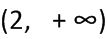 (2, +∞)